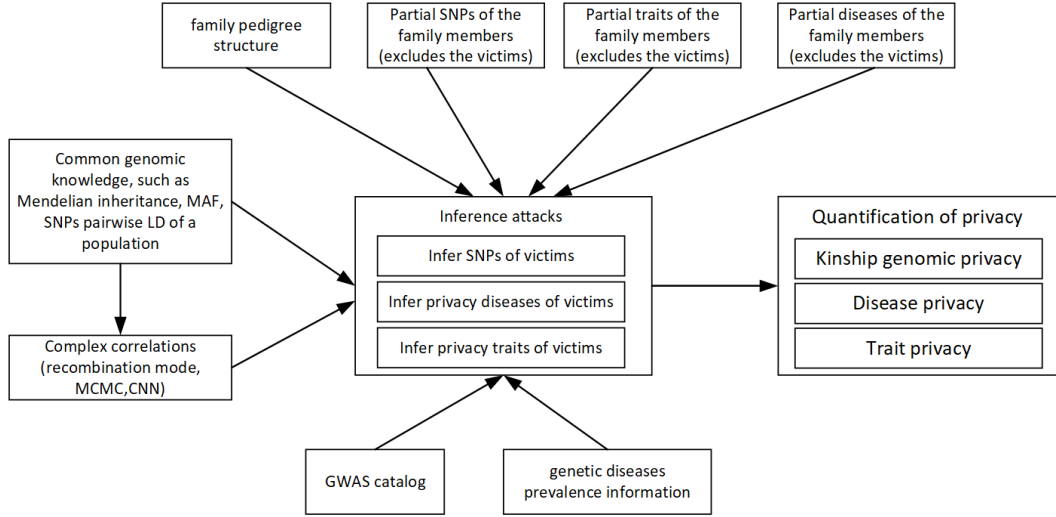 family pedigree
structure
Partial SNPs of the
family members
(excludes the victims)
Partial traits of the
family members
(excludes the victims)
Partial diseases of the
family members
(excludes the victims)
Common genomic
knowledge, such as
Mendelian inheritance, MAF,
SNPs pairwise LD of a
population
Complex correlations
(recombination mode,
MCMC,CNN)
Inference attacks
Infer SNPs of victims
Infer privacy diseases of victims
Infer privacy traits of victims
Quantification of privacy
Kinship genomic privacy
Disease privacy
Trait privacy
GWAS catalog
genetic diseases
prevalence information